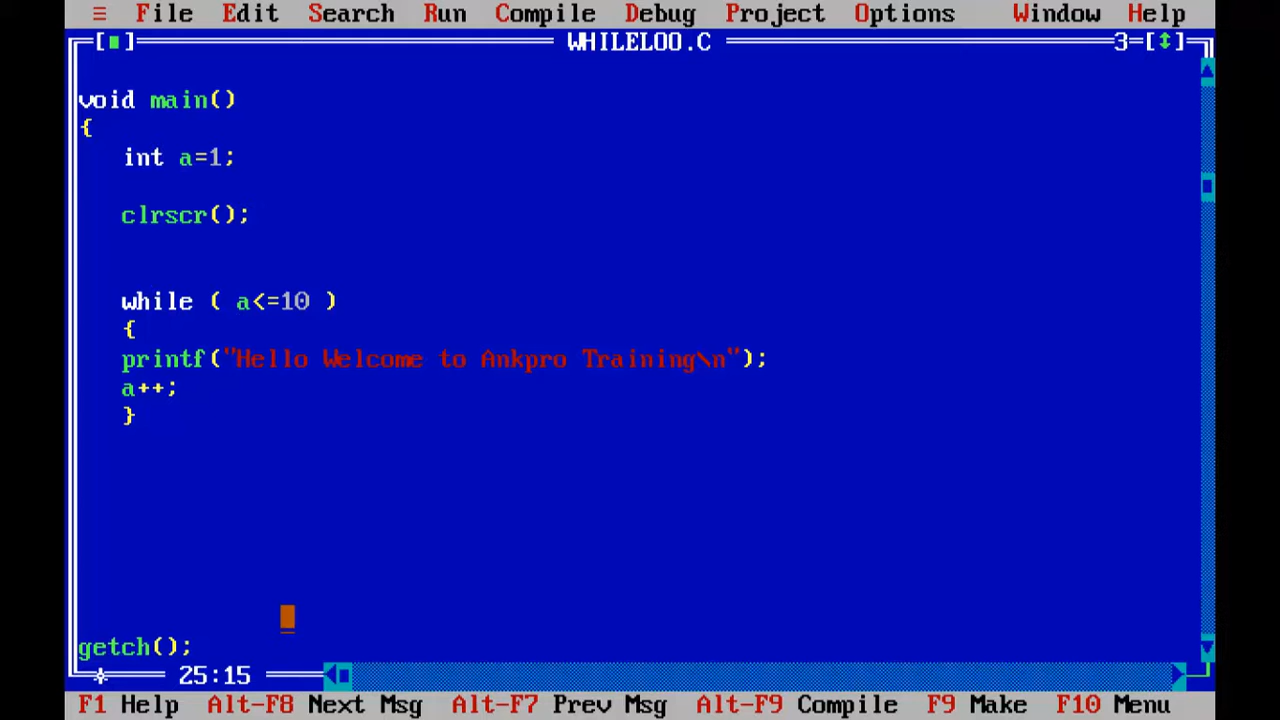 ≡ File Edit Search Run Compile Debug Project Options Window Help
[■] WHILELOO.C 3=[↕]
void main()
{
int a=1;
clrscr();
while ( a<=10 )
{
printf("Hello Welcome to Ankpro Training\n");
a++;
}
getch();
25:15
F1 Help Alt-F8 Next Msg Alt-F7 Prev Msg Alt-F9 Compile F9 Make F10 Menu